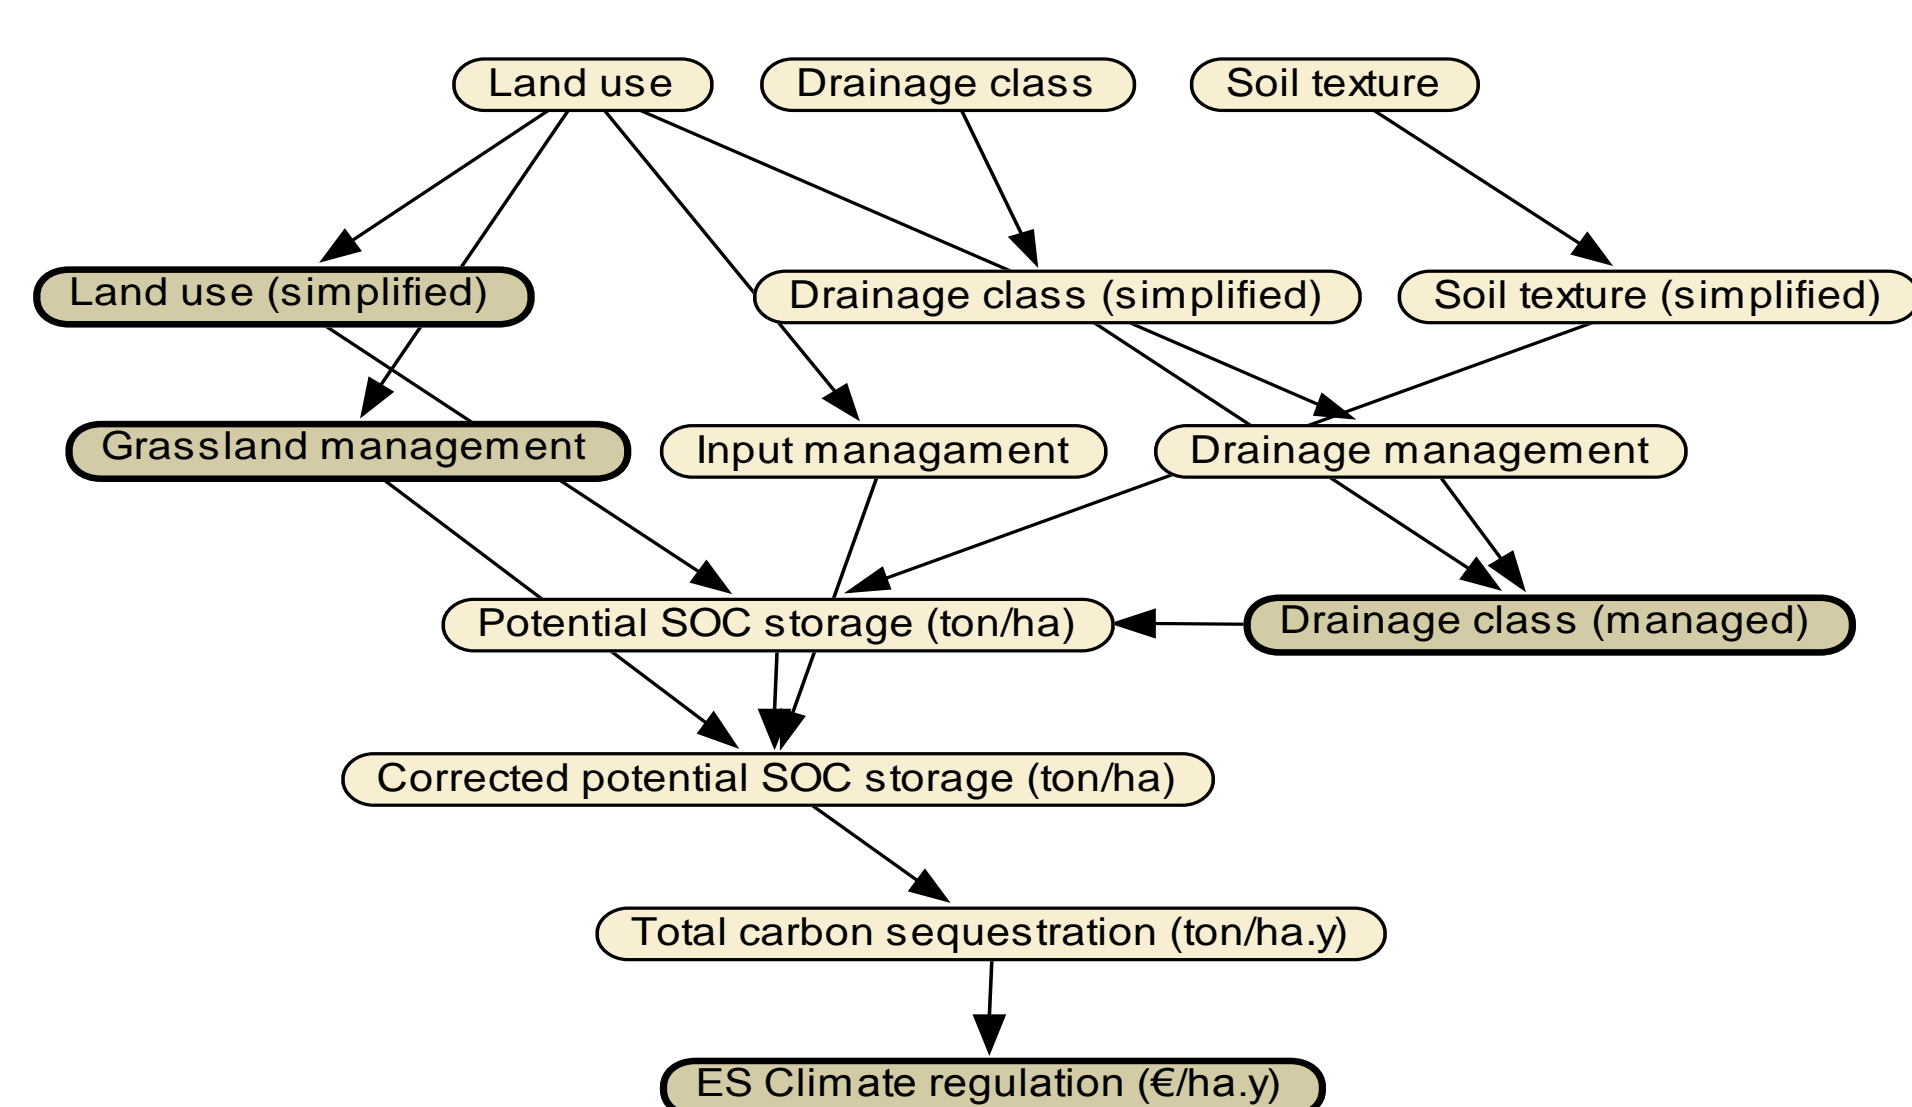 Land use
Drainage class
Soil texture
Land use (simplified)
Drainage class (simplified)
Soil texture (simplified)
Grassland management
Input managament
Drainage management
Potential SOC storage (ton/ha)
Drainage class (managed)
Corrected potential SOC storage (ton/ha)
Total carbon sequestration (ton/ha.y)
ES Climate regulation (€/ha.y)